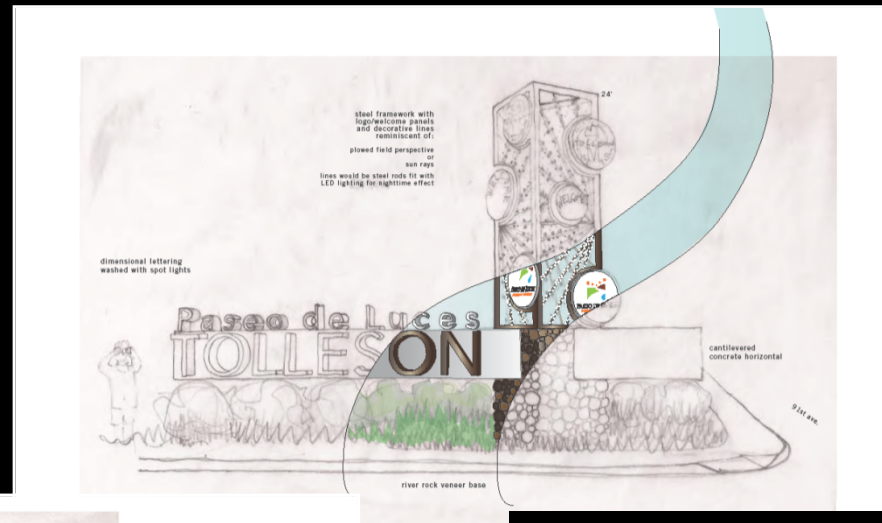 24'
steel framework with
logo/welcome panels
and decorative lines
reminiscent of:
plowed field perspective
or
sun rays
lines would be steel rods fit with
LED lighting for nighttime effect
WELCOME
dimensional lettering
washed with spot lights
Paseo de Luces
TOLLESON
cantilevered
concrete horizontal
91st ave.
river rock veneer base